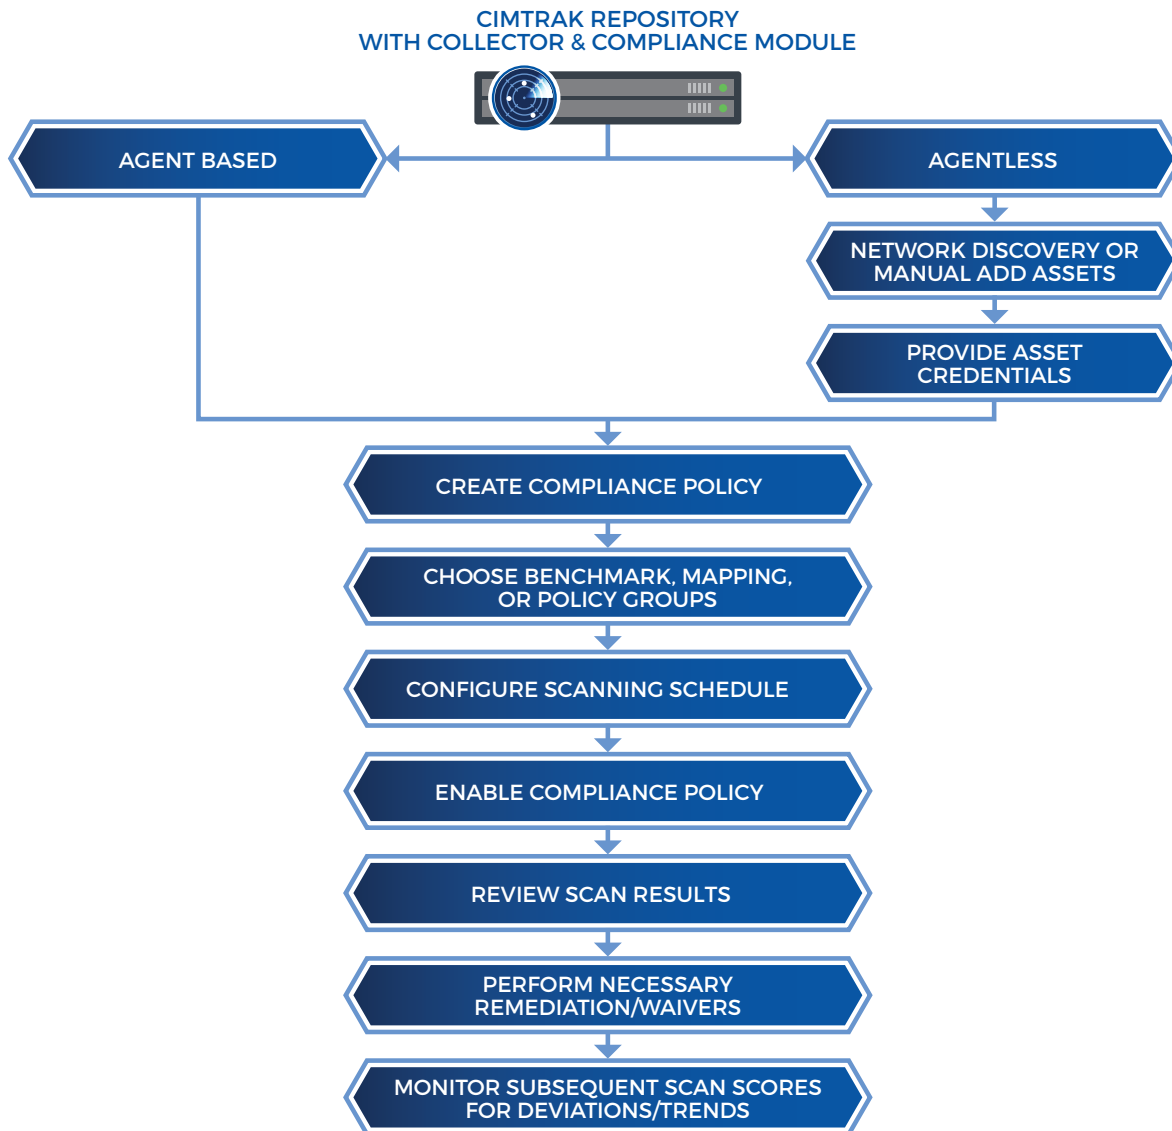 CIMTRAK REPOSITORY
WITH COLLECTOR & COMPLIANCE MODULE
AGENT BASED
AGENTLESS
NETWORK DISCOVERY OR
MANUAL ADD ASSETS
PROVIDE ASSET
CREDENTIALS
CREATE COMPLIANCE POLICY
CHOOSE BENCHMARK, MAPPING,
OR POLICY GROUPS
CONFIGURE SCANNING SCHEDULE
ENABLE COMPLIANCE POLICY
REVIEW SCAN RESULTS
PERFORM NECESSARY
REMEDIATION/WAIVERS
MONITOR SUBSEQUENT SCAN SCORES
FOR DEVIATIONS/TRENDS